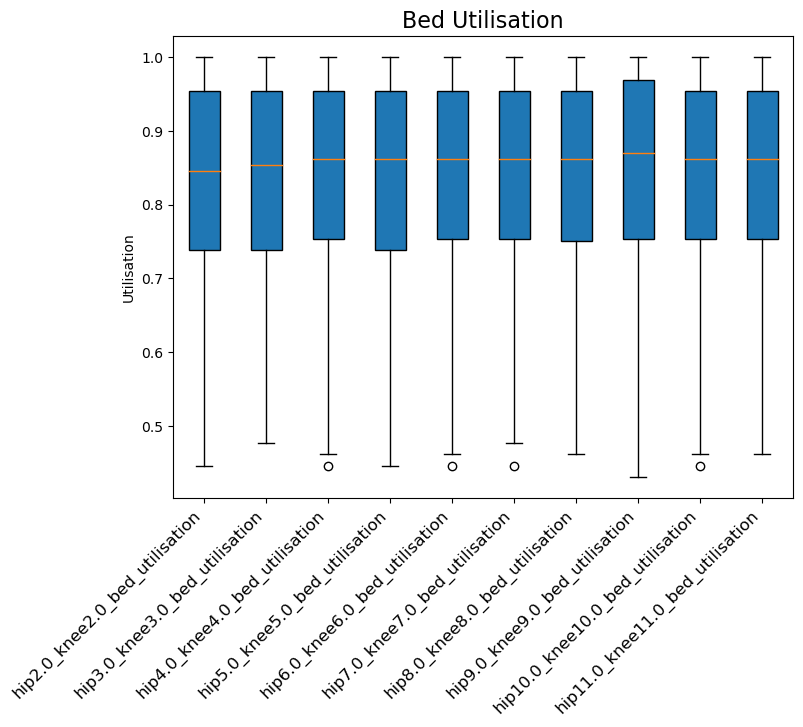 Bed Utilisation
Utilisation
1.0
0.9
0.8
0.7
0.6
0.5
hip2.0_knee2.0_bed_utilisation
hip3.0_knee3.0_bed_utilisation
hip4.0_knee4.0_bed_utilisation
hip5.0_knee5.0_bed_utilisation
hip6.0_knee6.0_bed_utilisation
hip7.0_knee7.0_bed_utilisation
hip8.0_knee8.0_bed_utilisation
hip9.0_knee9.0_bed_utilisation
hip10.0_knee10.0_bed_utilisation
hip11.0_knee11.0_bed_utilisation